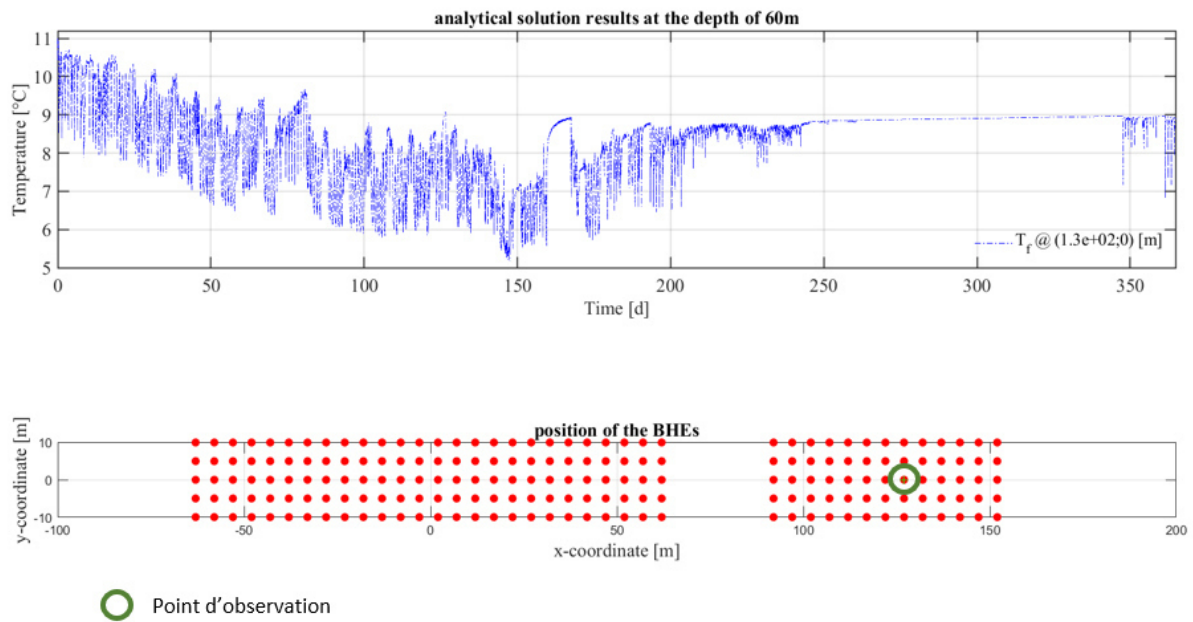 analytical solution results at the depth of 60m
11
10
9
8
7
6
5
Temperature [°C]
T_f @ (1.3e+02;0) [m]
0 50 100 150 200 250 300 350
Time [d]
position of the BHEs
10
5
0
-5
-10
y-coordinate [m]
-100 -50 0 50 100 150 200
x-coordinate [m]
Point d’observation